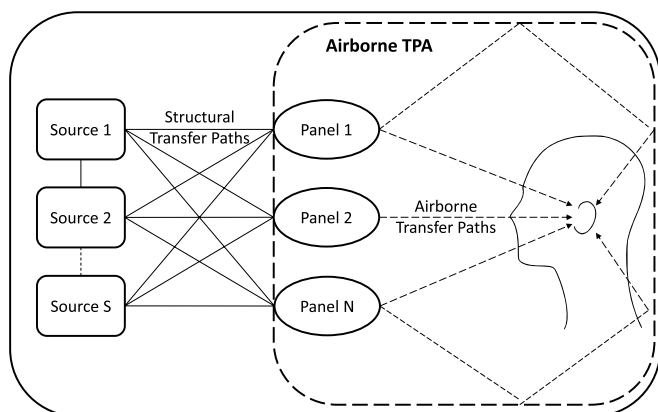 Airborne TPA
Source 1
Structural
Transfer Paths
Panel 1
Source 2
Panel 2
Airborne
Transfer Paths
Source S
Panel N